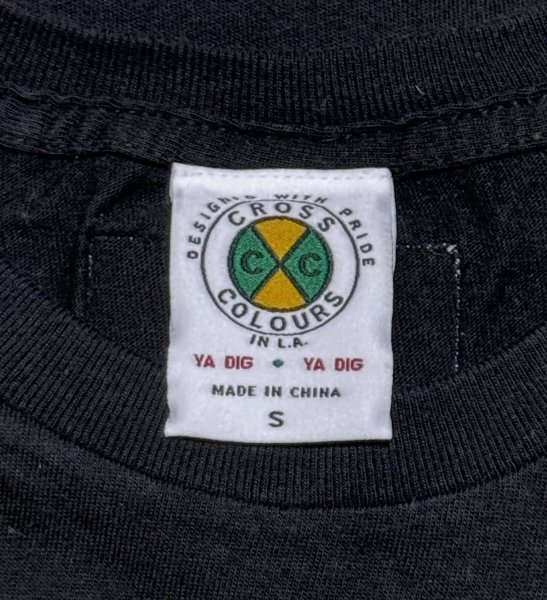 DESIGNED WITH PRIDE
CROSS
C C
COLOURS
IN L.A.
YA DIG • YA DIG
MADE IN CHINA
S